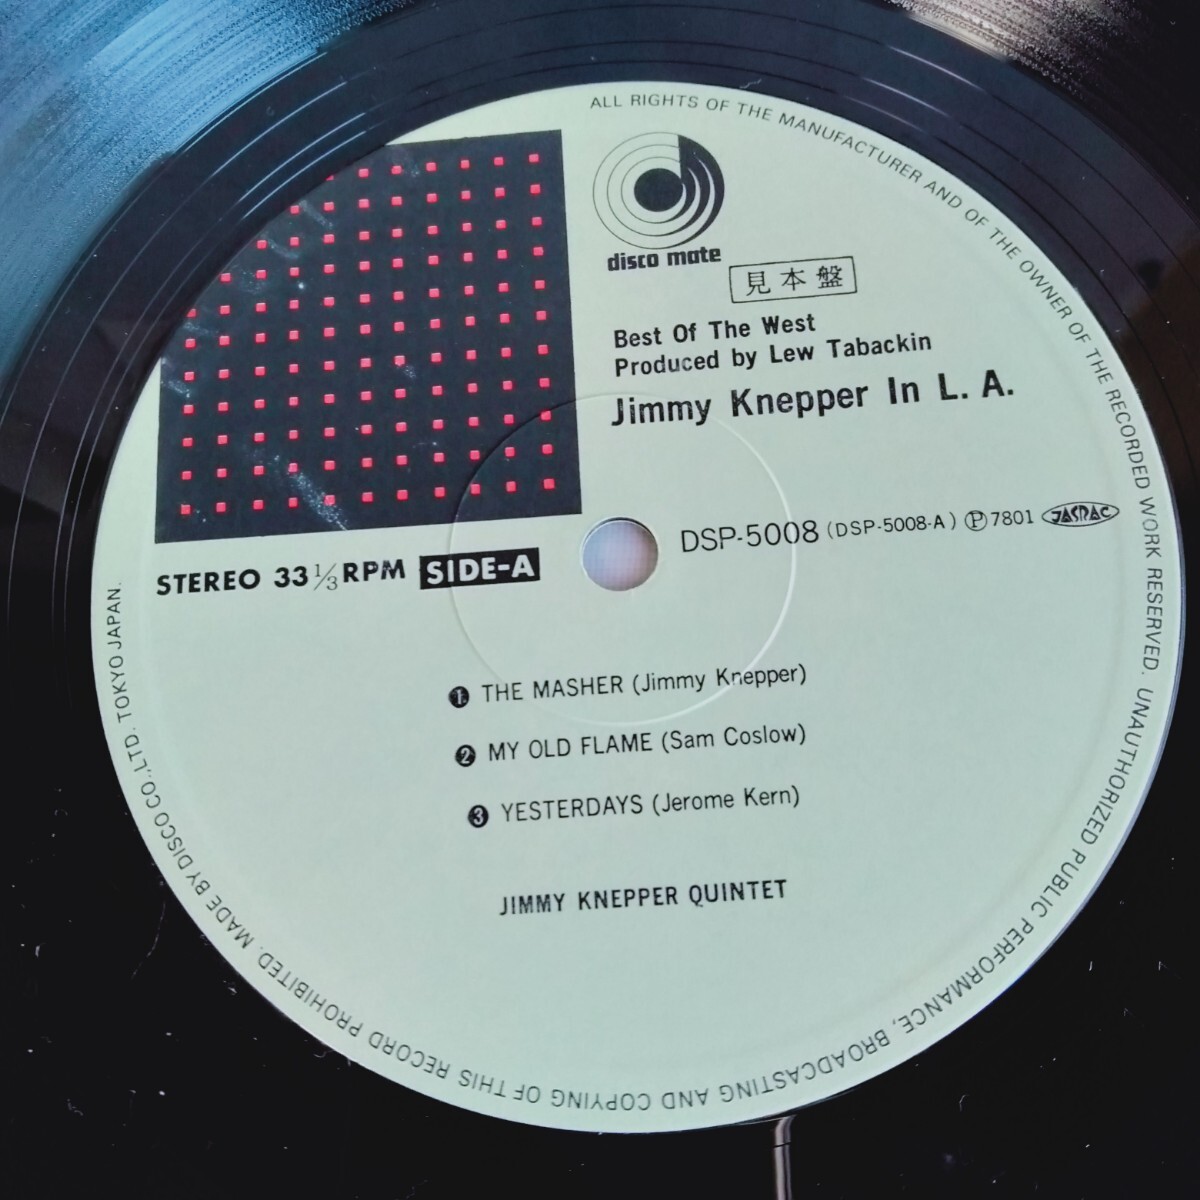 ALL RIGHTS OF THE MANUFACTURER AND OF THE OWNER OF THE RECORDED WORK RESERVED. UNAUTHORIZED PUBLIC PERFORMANCE, BROADCASTING AND COPYING OF THIS RECORD PROHIBITED. MADE BY DISCO CO.,LTD. TOKYO JAPAN.
disco mate
見本盤
Best Of The West
Produced by Lew Tabackin
Jimmy Knepper In L. A.
DSP-5008 (DSP-5008-A) Ⓟ7801 JASRAC
STEREO 33 1/3 RPM SIDE-A
❶ THE MASHER (Jimmy Knepper)
❷ MY OLD FLAME (Sam Coslow)
❸ YESTERDAYS (Jerome Kern)
JIMMY KNEPPER QUINTET